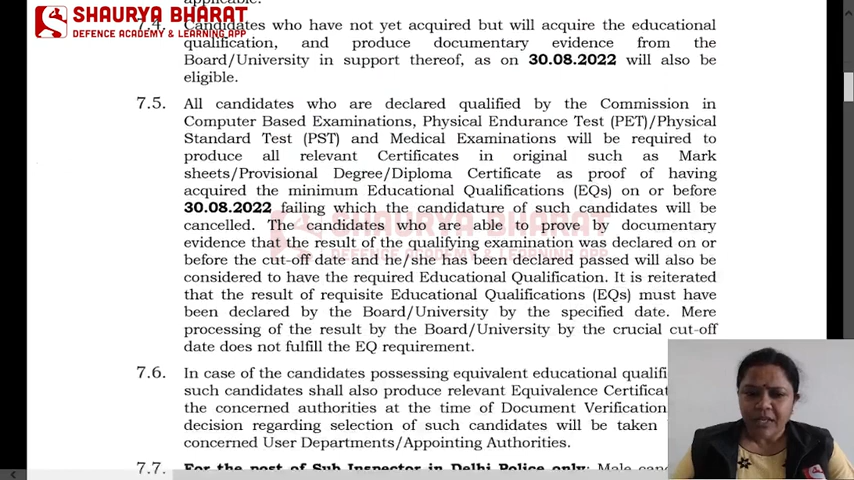 applicable.
SHAURYA BHARAT
DEFENCE ACADEMY & LEARNING APP
7.4. Candidates who have not yet acquired but will acquire the educational
qualification, and produce documentary evidence from the
Board/University in support thereof, as on 30.08.2022 will also be
eligible.
7.5. All candidates who are declared qualified by the Commission in
Computer Based Examinations, Physical Endurance Test (PET)/Physical
Standard Test (PST) and Medical Examinations will be required to
produce all relevant Certificates in original such as Mark
sheets/Provisional Degree/Diploma Certificate as proof of having
acquired the minimum Educational Qualifications (EQs) on or before
30.08.2022 failing which the candidature of such candidates will be
cancelled. The candidates who are able to prove by documentary
evidence that the result of the qualifying examination was declared on or
before the cut-off date and he/she has been declared passed will also be
considered to have the required Educational Qualification. It is reiterated
that the result of requisite Educational Qualifications (EQs) must have
been declared by the Board/University by the specified date. Mere
processing of the result by the Board/University by the crucial cut-off
date does not fulfill the EQ requirement.
SHAURYA BHARAT
DEFENCE ACADEMY & LEARNING APP
7.6. In case of the candidates possessing equivalent educational
such candidates shall also produce relevant Equivalence
the concerned authorities at the time of Document Verification
decision regarding selection of such candidates will be taken
concerned User Departments/Appointing Authorities.
7.7. For the post of Sub Inspector in Delhi Police only: Male